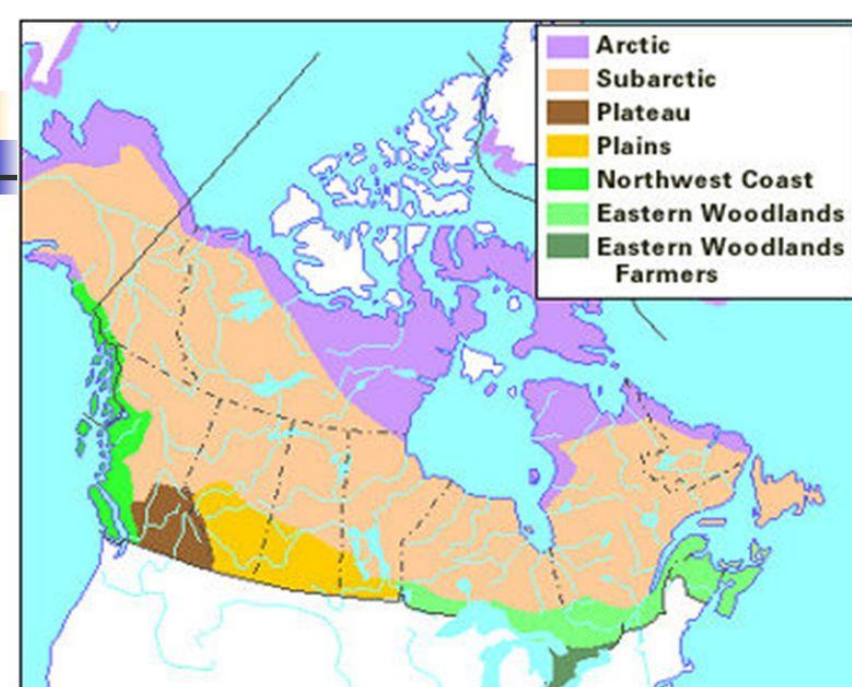 Arctic
Subarctic
Plateau
Plains
Northwest Coast
Eastern Woodlands
Eastern Woodlands
Farmers